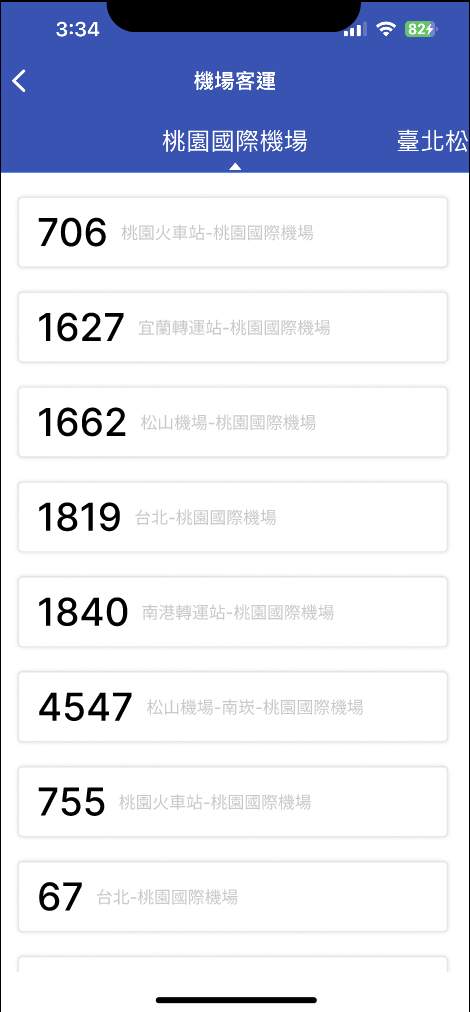 3:34
82
機場客運
桃園國際機場 臺北松
706 桃園火車站-桃園國際機場
1627 宜蘭轉運站-桃園國際機場
1662 松山機場-桃園國際機場
1819 台北-桃園國際機場
1840 南港轉運站-桃園國際機場
4547 松山機場-南崁-桃園國際機場
755 桃園火車站-桃園國際機場
67 台北-桃園國際機場